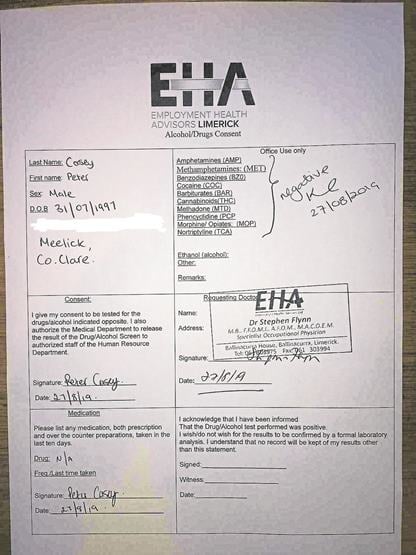 EHA
EMPLOYMENT HEALTH
ADVISORS LIMERICK
Alcohol/Drugs Consent
Last Name: Casey
First name: Peter
Sex: Male
D.O.B 31/07/1997
Meelick,
Co. Clare.
Office Use only
Amphetamines (AMP)
Methamphetamines: (MET)
Benzodiazepines (BZO)
Cocaine (COC)
Barbiturates (BAR)
Cannabinoids(THC)
Methadone (MTD)
Phencyclidine (PCP
Morphine/ Opiates: (MOP)
Nortriptyline (TCA)
negative
27/08/2019
Ethanol (alcohol):
Other:
Remarks:
Consent:
I give my consent to be tested for the
drugs/alcohol indicated opposite. I also
authorize the Medical Department to release
the result of the Drug/Alcohol Screen to
authorized staff of the Human Resource
Department.
Signature: Peter Casey.
Date: 27/8/19.
Requesting Doctor
Name:
Address:
Signature:
EHA
Dr Stephen Flynn
M.B., F.F.O.M.I., A.F.O.M., M.A.C.O.E.M.
Specialist Occupational Physician
Ballinacurra House, Ballinacurra, Limerick.
Fax: 061 303994
Date: 27/8/19
Medication
Please list any medication, both prescription
and over the counter preparations, taken in the
last ten days.
Drug: N/A
Freq /Last time taken
Signature: Peter Casey.
Date: 27/8/19.
I acknowledge that I have been informed
That the Drug/Alcohol test performed was positive.
I wish/do not wish for the results to be confirmed by a formal laboratory
analysis. I understand that no record will be kept of my results other
than this statement.
Signed:
Witness:
Date: